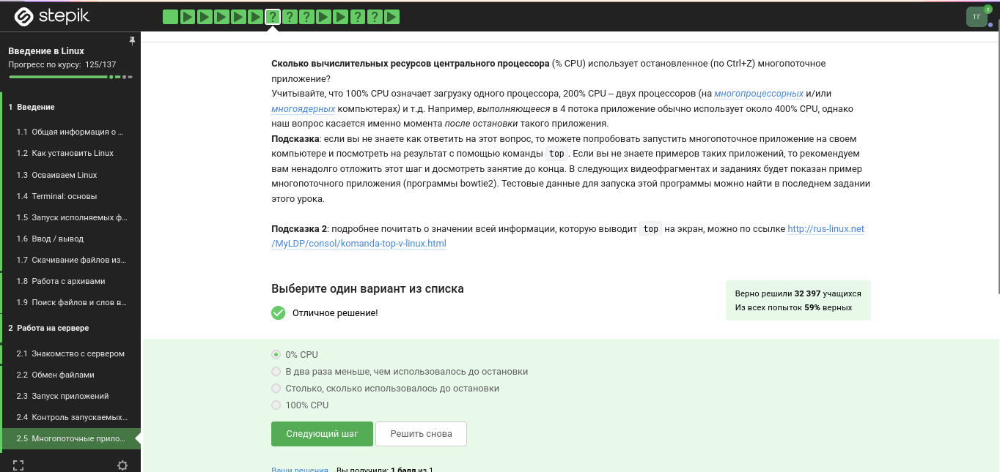 stepik
? ? ? ? ?
ТГ
1
Введение в Linux
Прогресс по курсу: 125/137
1 Введение
1.1 Общая информация о ...
1.2 Как установить Linux
1.3 Осваиваем Linux
1.4 Terminal: основы
1.5 Запуск исполняемых ф...
1.6 Ввод / вывод
1.7 Скачивание файлов из...
1.8 Работа с архивами
1.9 Поиск файлов и слов в...
2 Работа на сервере
2.1 Знакомство с сервером
2.2 Обмен файлами
2.3 Запуск приложений
2.4 Контроль запускаемых...
2.5 Многопоточные прило...
Сколько вычислительных ресурсов центрального процессора (% CPU) использует остановленное (по Ctrl+Z) многопоточное
приложение?
Учитывайте, что 100% CPU означает загрузку одного процессора, 200% CPU -- двух процессоров (на многопроцессорных и/или
многоядерных компьютерах) и т.д. Например, выполняющееся в 4 потока приложение обычно использует около 400% CPU, однако
наш вопрос касается именно момента после остановки такого приложения.
Подсказка: если вы не знаете как ответить на этот вопрос, то можете попробовать запустить многопоточное приложение на своем
компьютере и посмотреть на результат с помощью команды top. Если вы не знаете примеров таких приложений, то рекомендуем
вам ненадолго отложить этот шаг и досмотреть занятие до конца. В следующих видеофрагментах и заданиях будет показан пример
многопоточного приложения (программы bowtie2). Тестовые данные для запуска этой программы можно найти в последнем задании
этого урока.
Подсказка 2: подробнее почитать о значении всей информации, которую выводит top на экран, можно по ссылке http://rus-linux.net
/MyLDP/consol/komanda-top-v-linux.html
Выберите один вариант из списка
Отличное решение!
Верно решили 32 397 учащихся
Из всех попыток 59% верных
0% CPU
В два раза меньше, чем использовалось до остановки
Столько, сколько использовалось до остановки
100% CPU
Следующий шаг Решить снова
Ваши решения Вы получили: 1 балл из 1